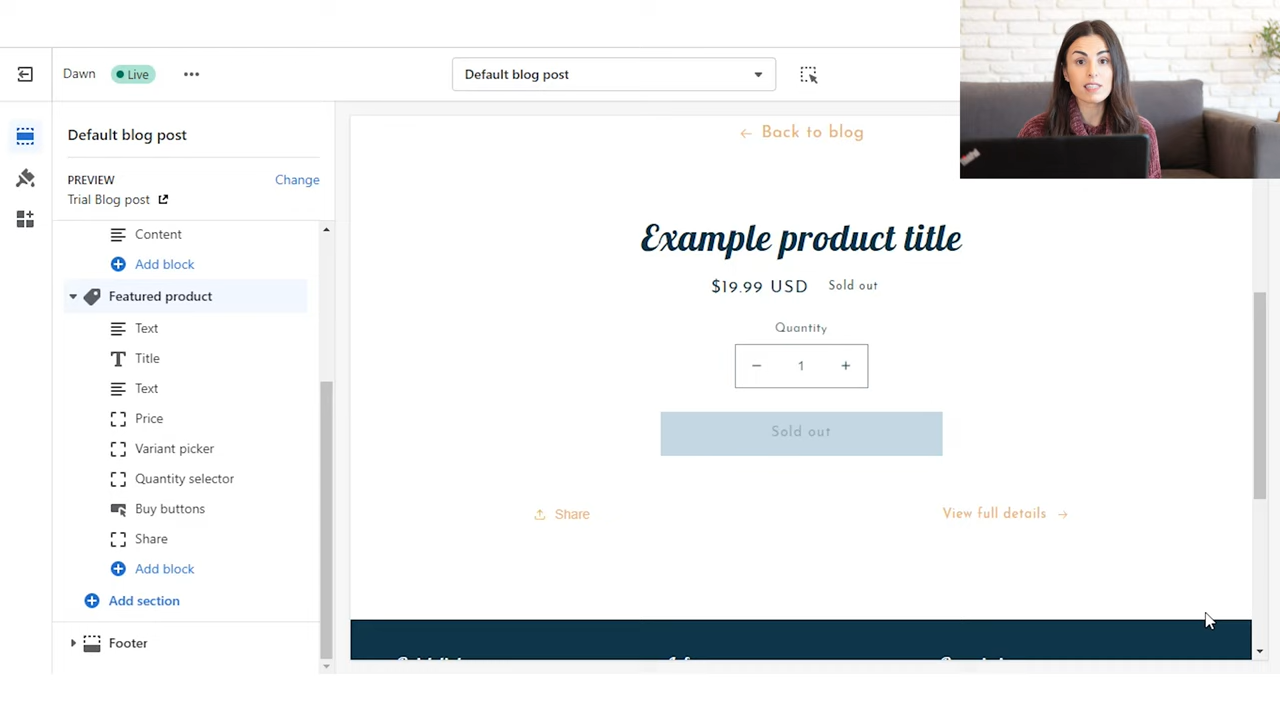 Dawn
Live
Default blog post
Default blog post
PREVIEW
Change
Trial Blog post
Content
Add block
Featured product
Text
Title
Text
Price
Variant picker
Quantity selector
Buy buttons
Share
Add block
Add section
Footer
← Back to blog
Example product title
$19.99 USD Sold out
Quantity
− 1 +
Sold out
Share
View full details →